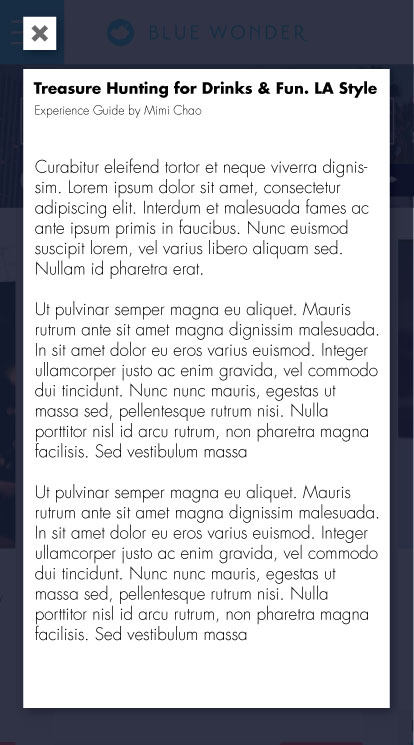 BLUE WONDER
Treasure Hunting for Drinks & Fun. LA Style
Experience Guide by Mimi Chao
Curabitur eleifend tortor et neque viverra dignis-
sim. Lorem ipsum dolor sit amet, consectetur
adipiscing elit. Interdum et malesuada fames ac
ante ipsum primis in faucibus. Nunc euismod
suscipit lorem, vel varius libero aliquam sed.
Nullam id pharetra erat.
Ut pulvinar semper magna eu aliquet. Mauris
rutrum ante sit amet magna dignissim malesuada.
In sit amet dolor eu eros varius euismod. Integer
ullamcorper justo ac enim gravida, vel commodo
dui tincidunt. Nunc nunc mauris, egestas ut
massa sed, pellentesque rutrum nisi. Nulla
porttitor nisl id arcu rutrum, non pharetra magna
facilisis. Sed vestibulum massa
Ut pulvinar semper magna eu aliquet. Mauris
rutrum ante sit amet magna dignissim malesuada.
In sit amet dolor eu eros varius euismod. Integer
ullamcorper justo ac enim gravida, vel commodo
dui tincidunt. Nunc nunc mauris, egestas ut
massa sed, pellentesque rutrum nisi. Nulla
porttitor nisl id arcu rutrum, non pharetra magna
facilisis. Sed vestibulum massa